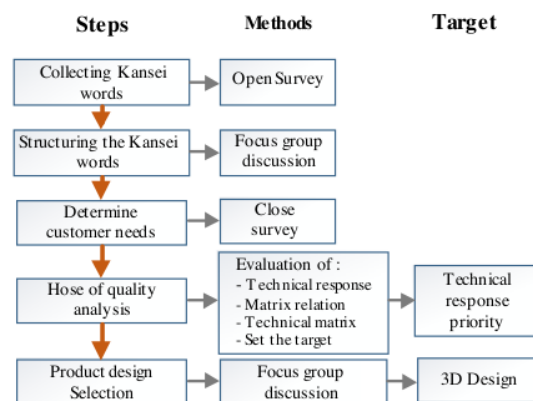 Steps Methods Target
Collecting Kansei
words
Open Survey
Structuring the Kansei
words
Focus group
discussion
Determine
customer needs
Close
survey
Hose of quality
analysis
Evaluation of :
- Technical response
- Matrix relation
- Technical matrix
- Set the target
Technical
response
priority
Product design
Selection
Focus group
discussion
3D Design